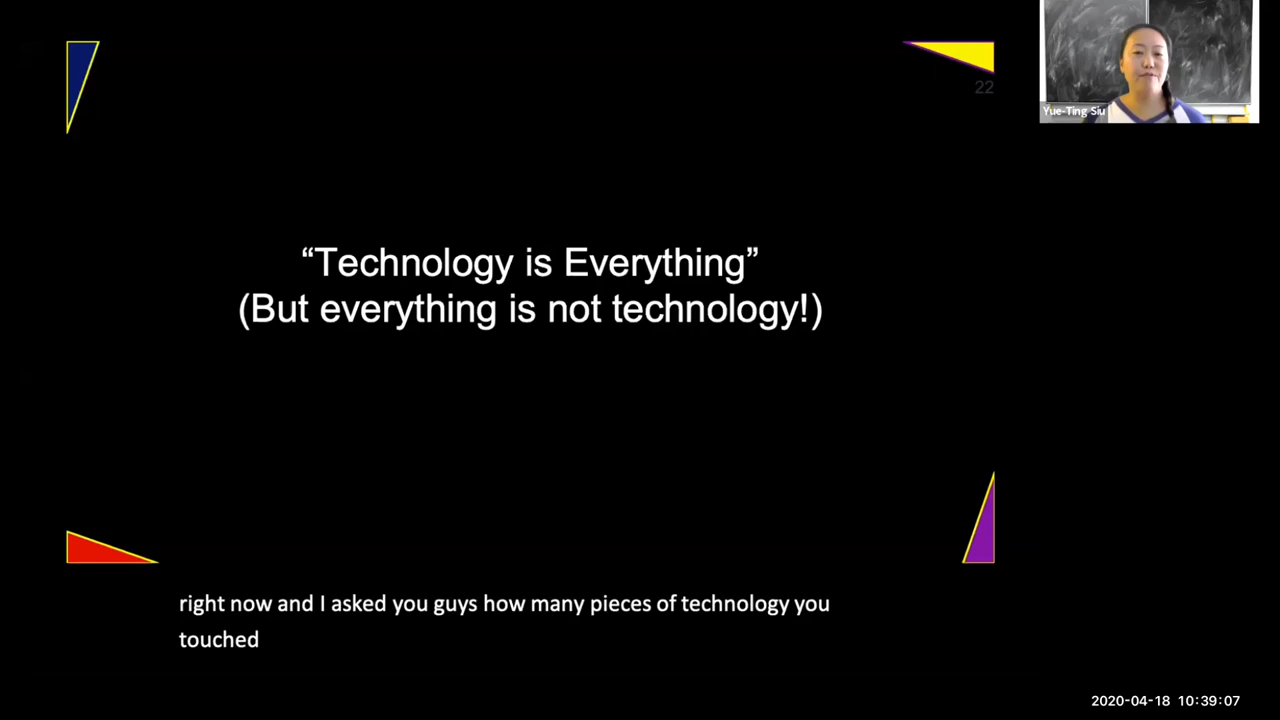 22
Yue-Ting Siu
“Technology is Everything”
(But everything is not technology!)
right now and I asked you guys how many pieces of technology you
touched
2020-04-18 10:39:07